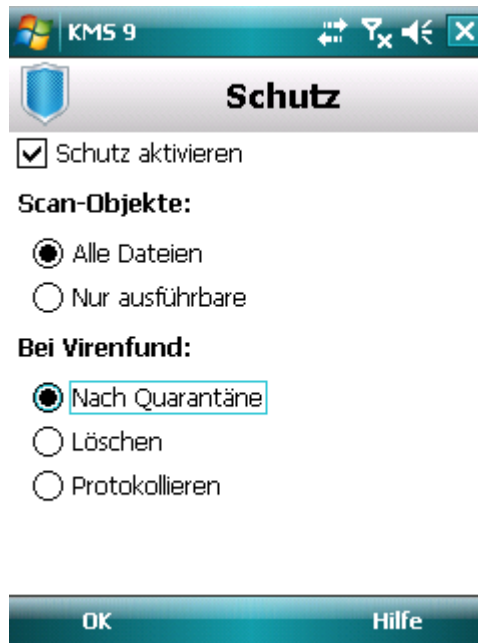 KMS 9
Schutz
Schutz aktivieren
Scan-Objekte:
Alle Dateien
Nur ausführbare
Bei Virenfund:
Nach Quarantäne
Löschen
Protokollieren
OK Hilfe